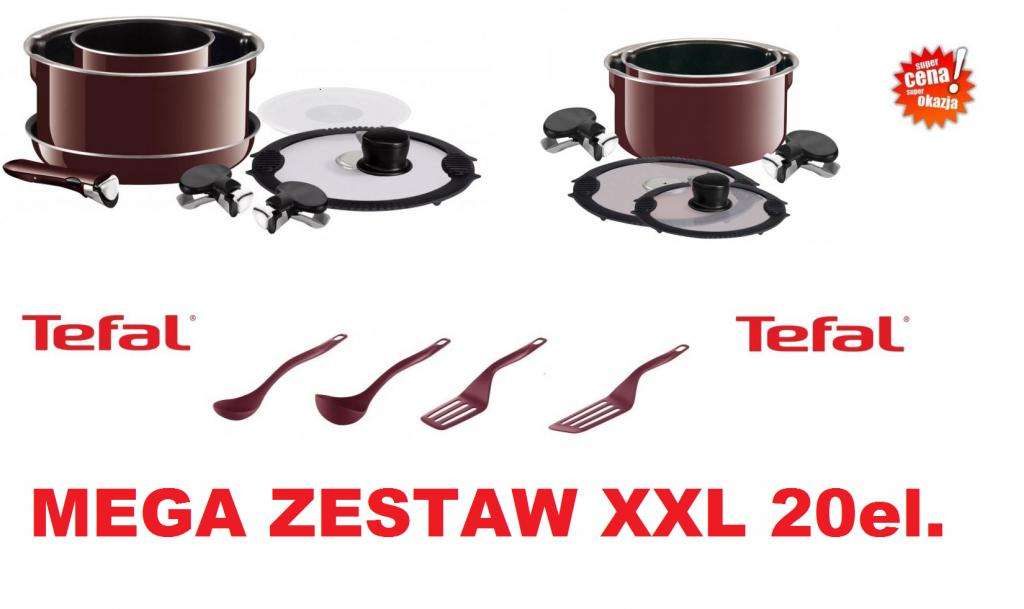 super
cena!
super
okazja
Tefal®
Tefal®
MEGA ZESTAW XXL 20el.